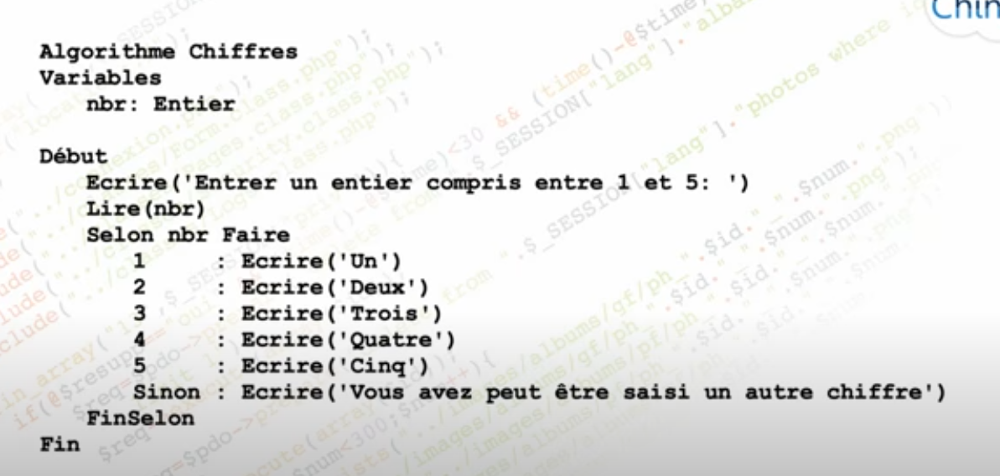 Chin
Algorithme Chiffres
Variables
nbr: Entier
Début
Ecrire('Entrer un entier compris entre 1 et 5: ')
Lire(nbr)
Selon nbr Faire
1 : Ecrire('Un')
2 : Ecrire('Deux')
3 : Ecrire('Trois')
4 : Ecrire('Quatre')
5 : Ecrire('Cinq')
Sinon : Ecrire('Vous avez peut être saisi un autre chiffre')
FinSelon
Fin